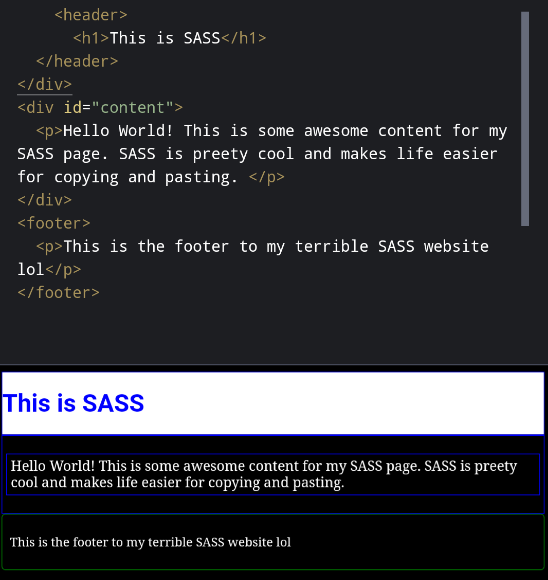 <header>
<h1>This is SASS</h1>
</header>
</div>
<div id="content">
<p>Hello World! This is some awesome content for my
SASS page. SASS is preety cool and makes life easier
for copying and pasting. </p>
</div>
<footer>
<p>This is the footer to my terrible SASS website
lol</p>
</footer>
This is SASS
Hello World! This is some awesome content for my SASS page. SASS is preety
cool and makes life easier for copying and pasting.
This is the footer to my terrible SASS website lol